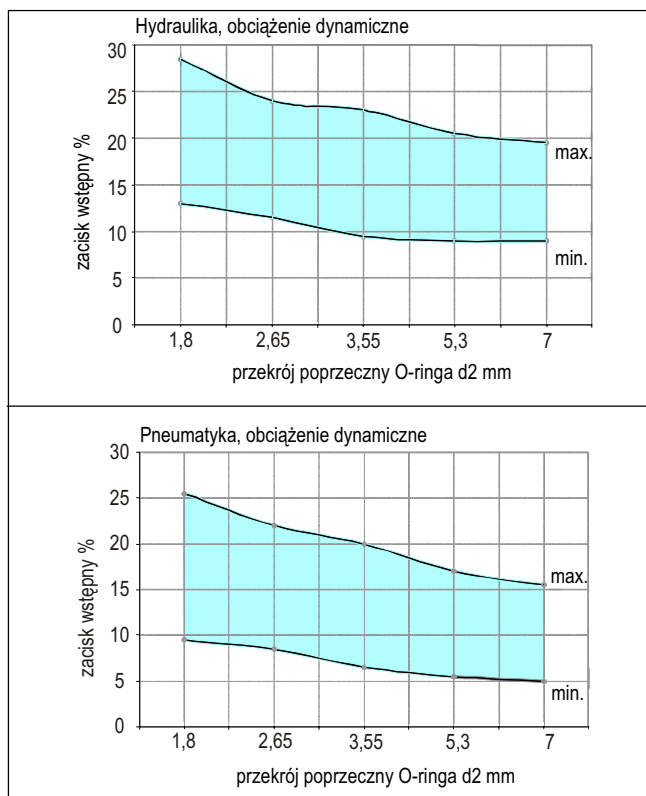 Hydraulika, obciążenie dynamiczne
30
25
20
15
10
5
0
zacisk wstępny %
max.
min.
1,8 2,65 3,55 5,3 7
przekrój poprzeczny O-ringa d2 mm
Pneumatyka, obciążenie dynamiczne
30
25
20
15
10
5
0
zacisk wstępny %
max.
min.
1,8 2,65 3,55 5,3 7
przekrój poprzeczny O-ringa d2 mm